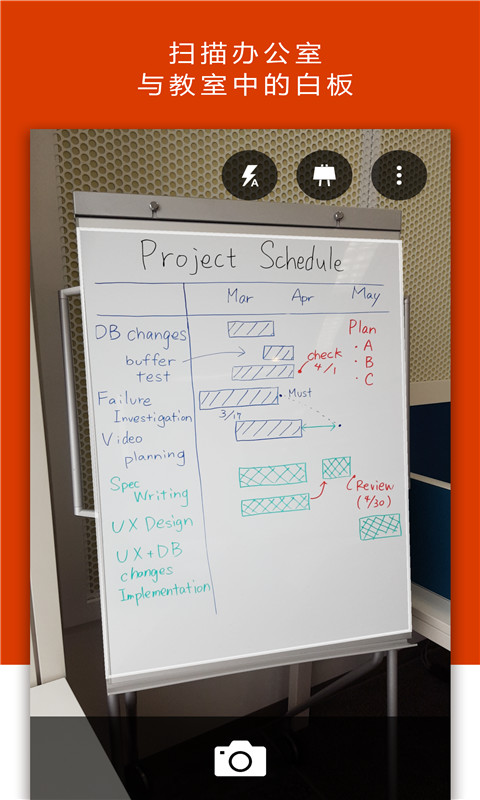 扫描办公室
与教室中的白板
A
Project Schedule
Mar Apr May
DB changes
buffer
test
Failure
Investigation
Video
planning
Spec
Writing
UX Design
UX+DB
changes
Implementation
check
4/1
Must
3/17
Plan
・A
・B
・C
Review
(4/30)